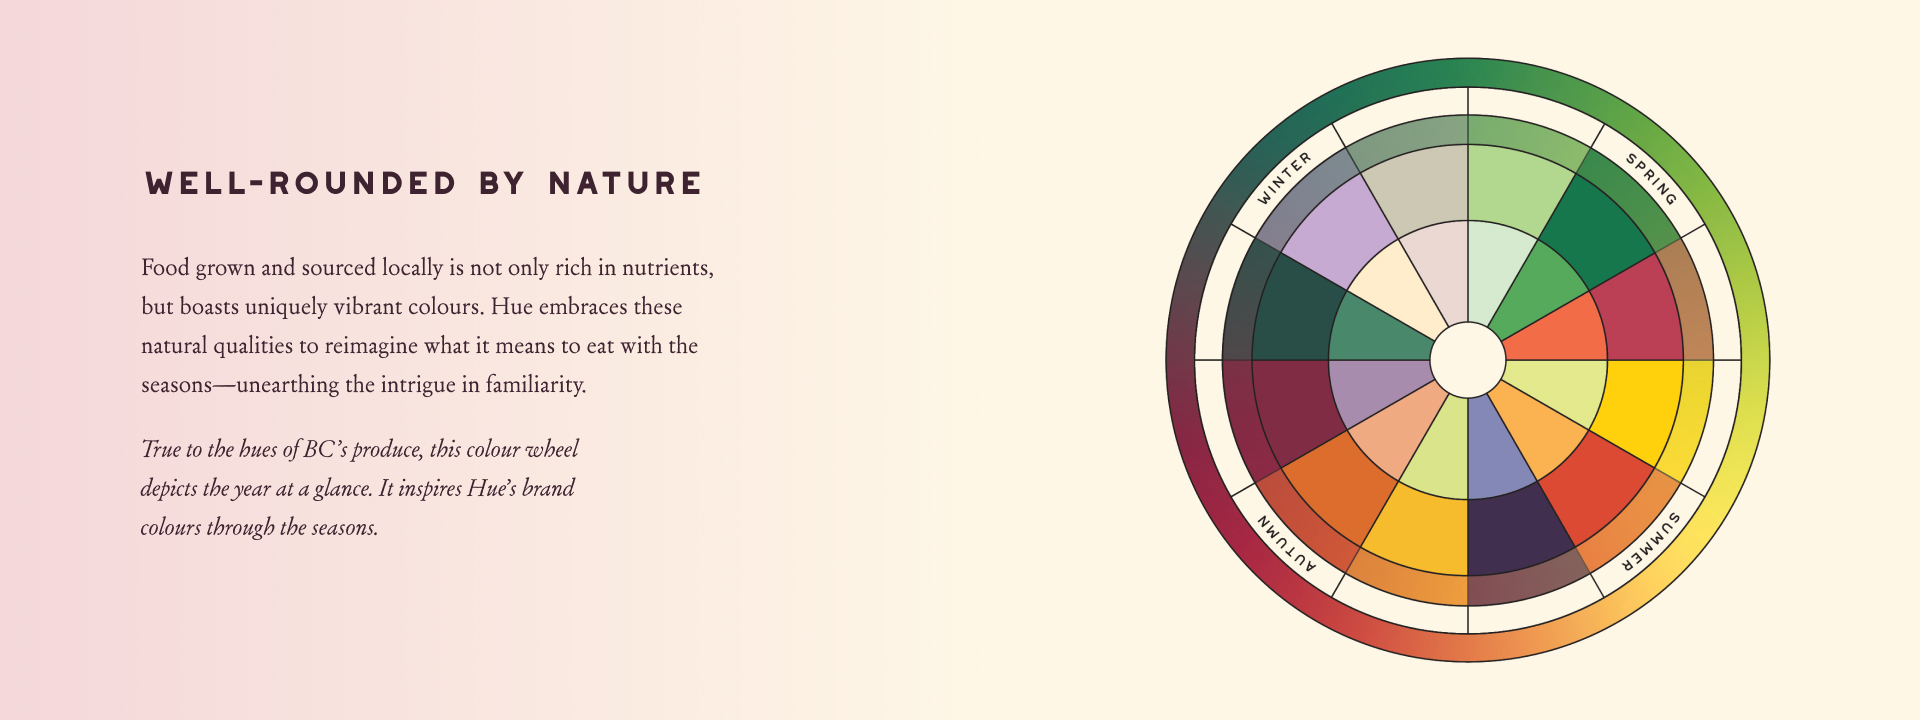 WELL-ROUNDED BY NATURE
Food grown and sourced locally is not only rich in nutrients,
but boasts uniquely vibrant colours. Hue embraces these
natural qualities to reimagine what it means to eat with the
seasons—unearthing the intrigue in familiarity.
True to the hues of BC’s produce, this colour wheel
depicts the year at a glance. It inspires Hue’s brand
colours through the seasons.
WINTER
SPRING
AUTUMN
SUMMER